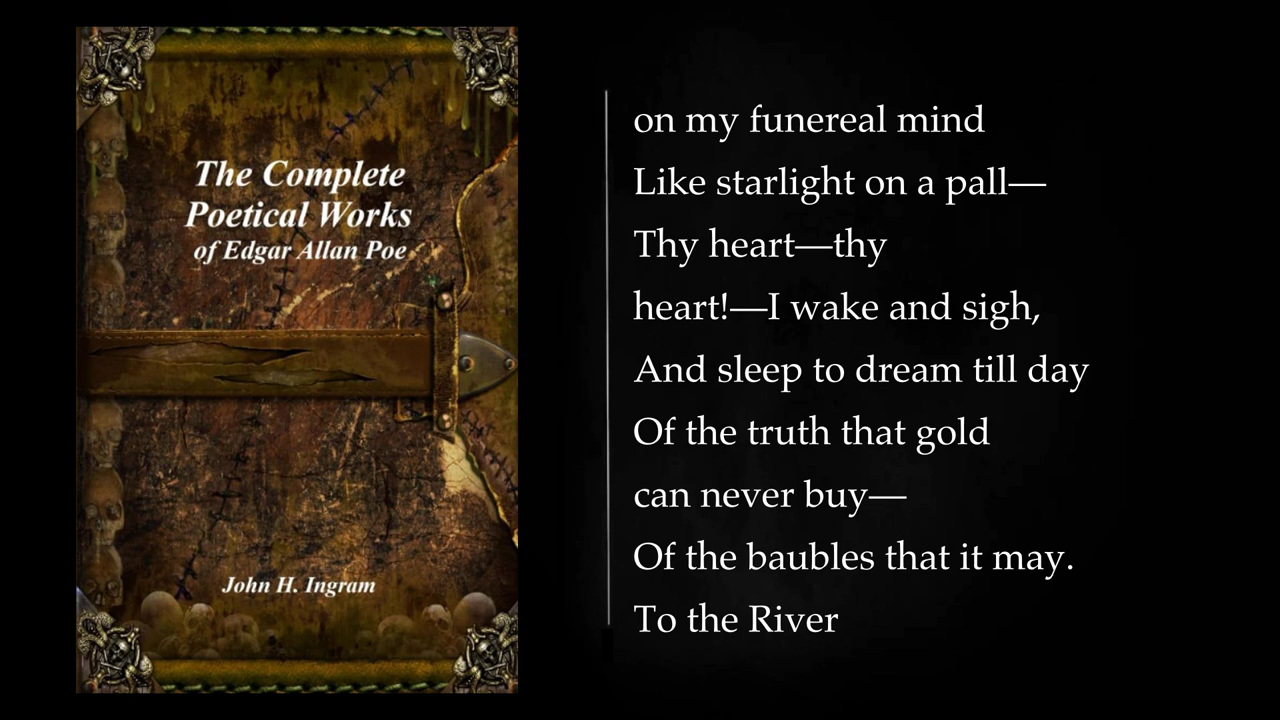 The Complete
Poetical Works
of Edgar Allan Poe
John H. Ingram
on my funereal mind
Like starlight on a pall—
Thy heart—thy
heart!—I wake and sigh,
And sleep to dream till day
Of the truth that gold
can never buy—
Of the baubles that it may.
To the River